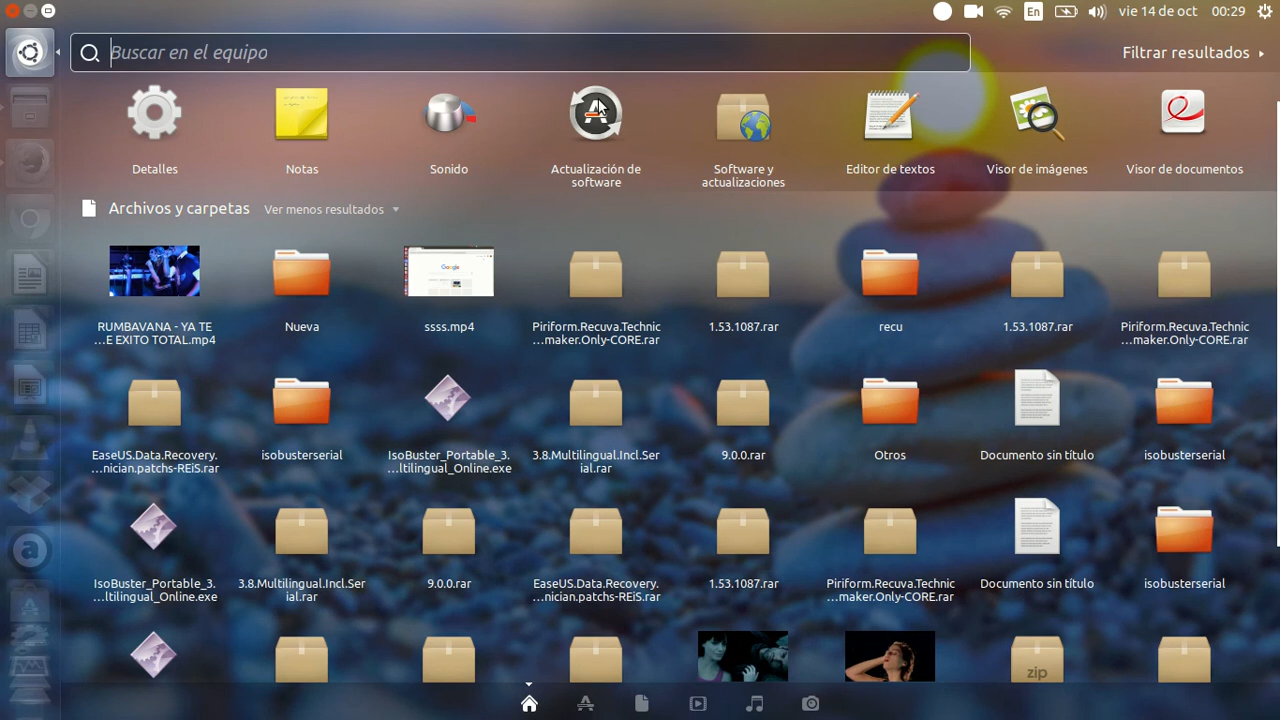 En
vie 14 de oct
00:29
Buscar en el equipo
Filtrar resultados
Detalles
Notas
Sonido
Actualización de
software
Software y
actualizaciones
Editor de textos
Visor de imágenes
Visor de documentos
Archivos y carpetas
Ver menos resultados
Google
RUMBAVANA - YA TE
...E EXITO TOTAL.mp4
Nueva
ssss.mp4
Piriform.Recuva.Technic
...maker.Only-CORE.rar
1.53.1087.rar
recu
1.53.1087.rar
Piriform.Recuva.Technic
...maker.Only-CORE.rar
EaseUS.Data.Recovery.
...nician.patchs-REiS.rar
isobusterserial
IsoBuster_Portable_3.
...ltilingual_Online.exe
3.8.Multilingual.Incl.Ser
ial.rar
9.0.0.rar
Otros
Documento sin título
isobusterserial
IsoBuster_Portable_3.
...ltilingual_Online.exe
3.8.Multilingual.Incl.Ser
ial.rar
9.0.0.rar
EaseUS.Data.Recovery.
...nician.patchs-REiS.rar
1.53.1087.rar
Piriform.Recuva.Technic
...maker.Only-CORE.rar
Documento sin título
isobusterserial
zip